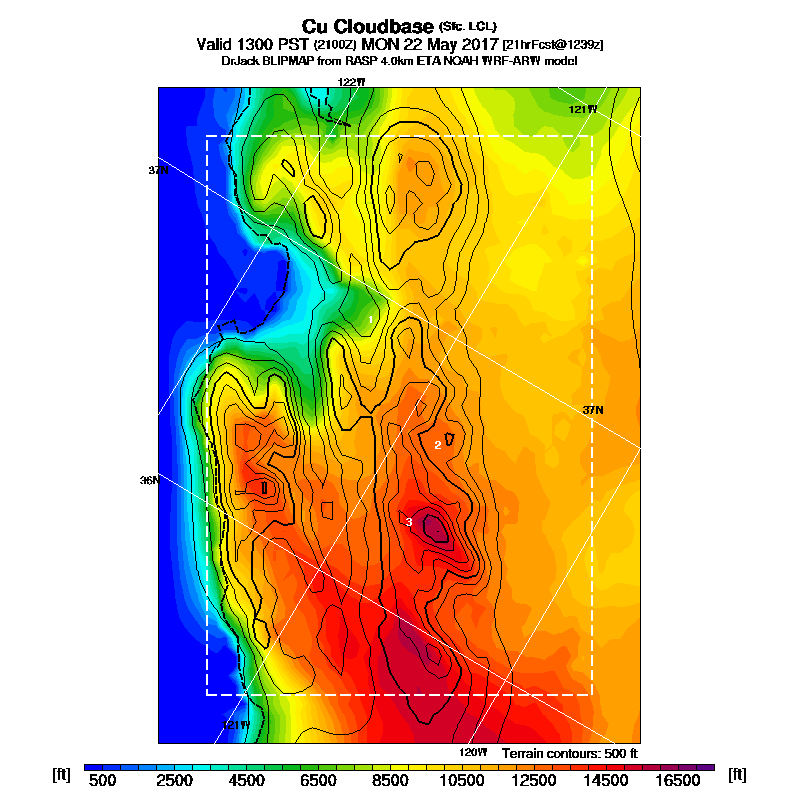 Cu Cloudbase (Sfc. LCL)
Valid 1300 PST (2100Z) MON 22 May 2017 [21hrFcst@1239z]
DrJack BLIPMAP from RASP 4.0km ETA NOAH WRF-ARW model
122W
121W
37N
1
37N
2
36N
3
121W
120W
Terrain contours: 500 ft
[ft] 500 2500 4500 6500 8500 10500 12500 14500 16500 [ft]